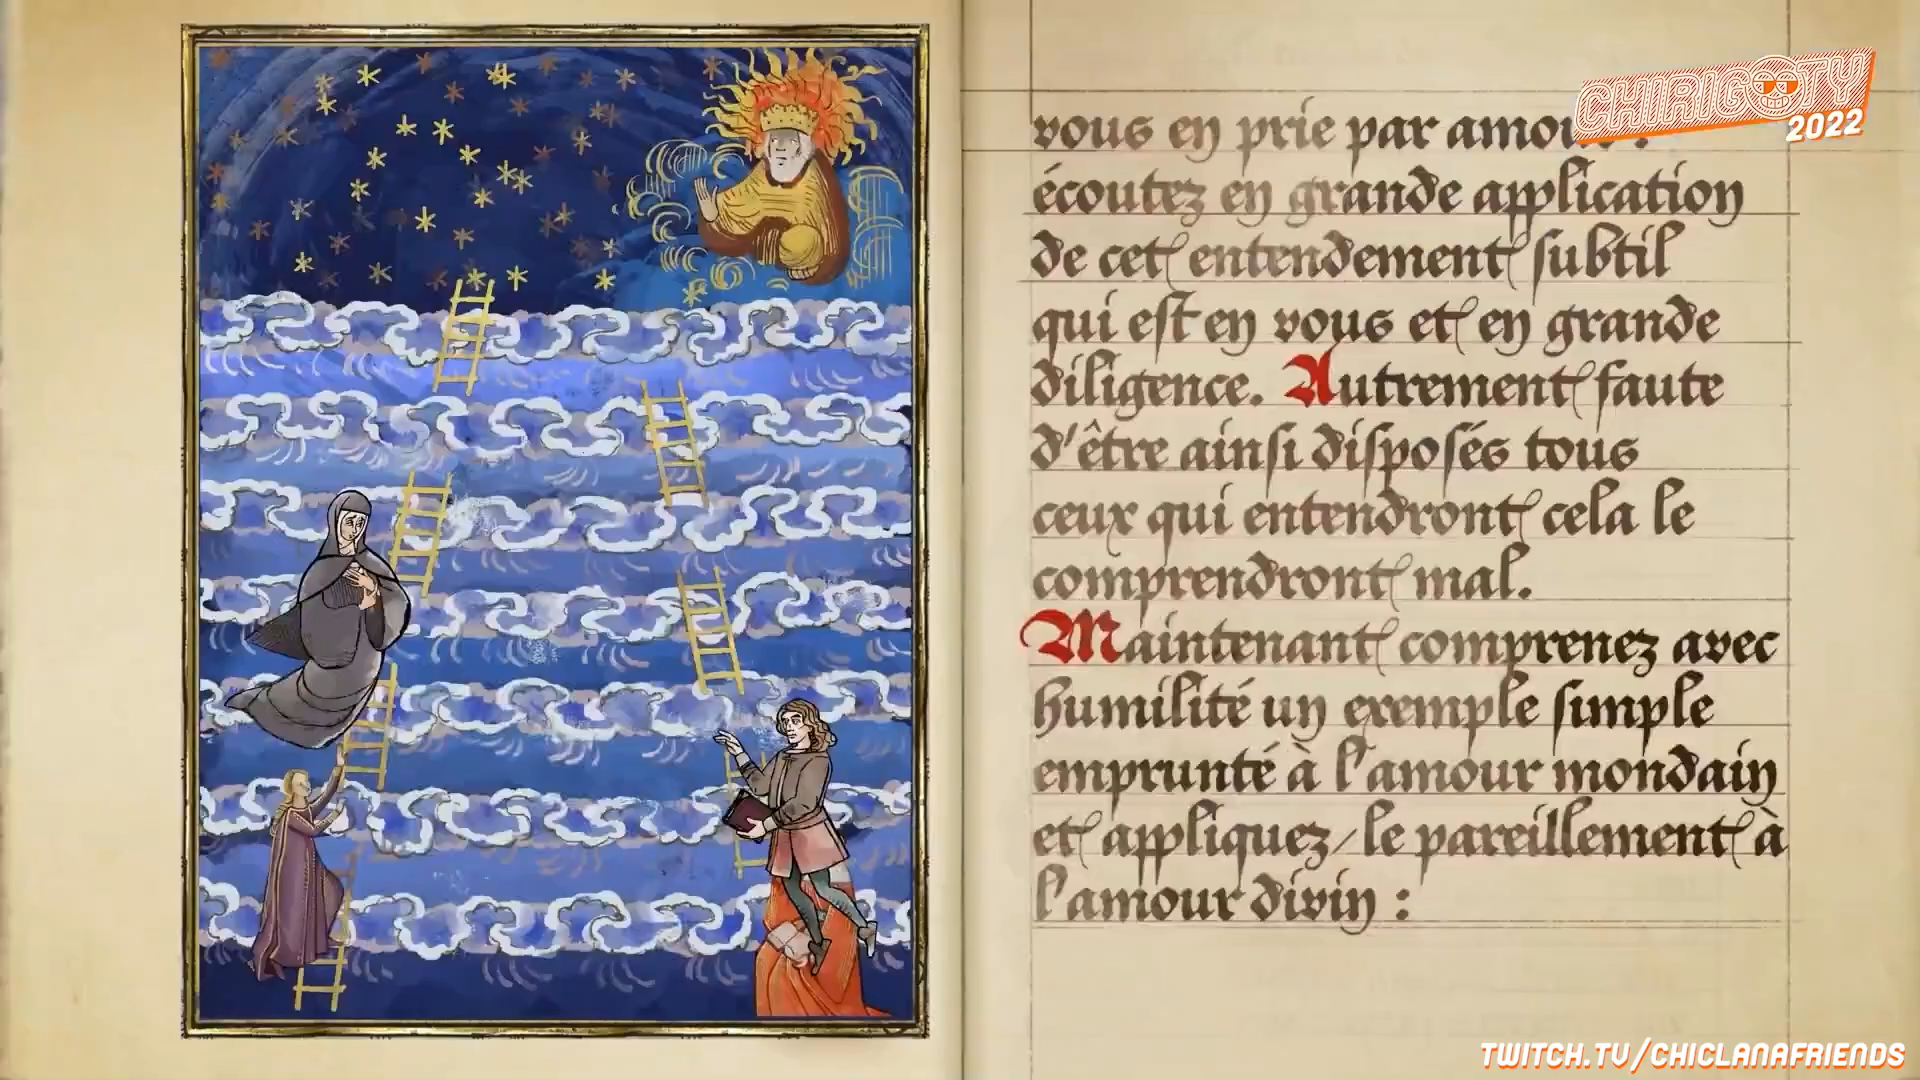 CHIRIGOTY
2022
vous en prie par
écoutez en grande application
de cet entendement subtil
qui est en vous et en grande
diligence. Autrement faute
d'être ainsi disposés tous
ceux qui entendront cela le
comprendront mal.
Maintenant comprenez avec
humilité un exemple simple
emprunté à l'amour mondain
et appliquez-le pareillement à
l'amour divin :
TWITCH.TV/CHICLANAFRIENDS